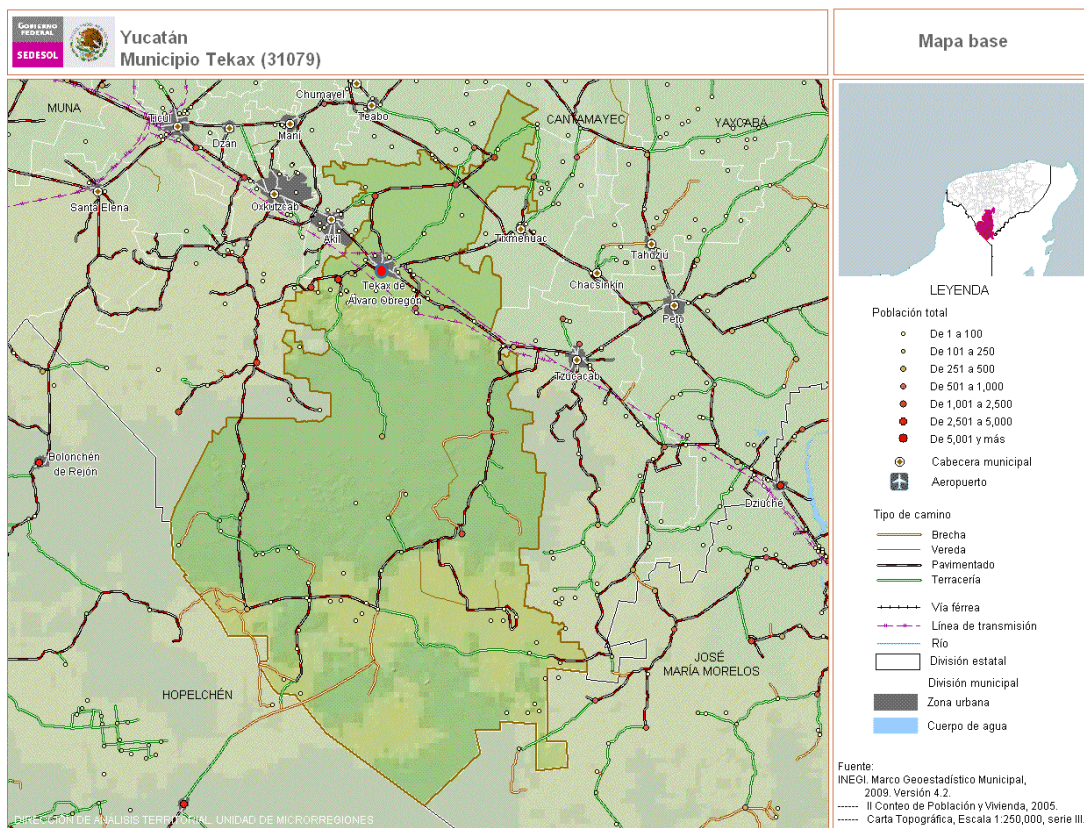 GOBIERNO
FEDERAL
SEDESOL
Yucatán
Municipio Tekax (31079)
Mapa base
MUNA
Chumayel
Teabo
CANTAMAYEC
YAXCABÁ
Ticul
Dzán
Maní
Santa Elena
Oxkutzcab
Akil
Tixmehuac
Tahdziú
Tekax de
Álvaro Obregón
Chacsinkín
Peto
Tzucacab
Bolonchén
de Rejón
Dziuché
HOPELCHÉN
JOSÉ
MARÍA MORELOS
DIRECCIÓN DE ANÁLISIS TERRITORIAL. UNIDAD DE MICRORREGIONES
LEYENDA
Población total
De 1 a 100
De 101 a 250
De 251 a 500
De 501 a 1,000
De 1,001 a 2,500
De 2,501 a 5,000
De 5,001 y más
Cabecera municipal
Aeropuerto
Tipo de camino
Brecha
Vereda
Pavimentado
Terracería
Vía férrea
Línea de transmisión
Río
División estatal
División municipal
Zona urbana
Cuerpo de agua
Fuente:
INEGI. Marco Geoestadístico Municipal,
2009. Versión 4.2.
----- II Conteo de Población y Vivienda, 2005.
----- Carta Topográfica, Escala 1:250,000, serie III.